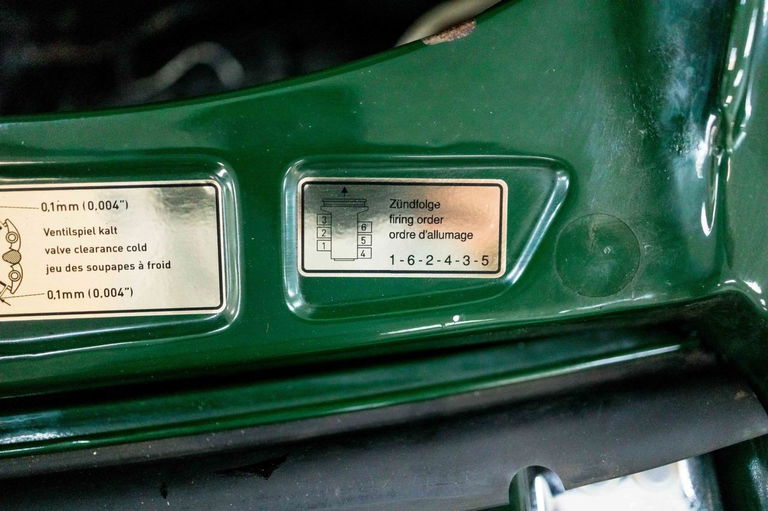 0,1mm (0,004")
Ventilspiel kalt
valve clearance cold
jeu des soupapes à froid
0,1mm (0,004")
Zündfolge
firing order
ordre d'allumage
1-6-2-4-3-5
3
2
1
6
5
4